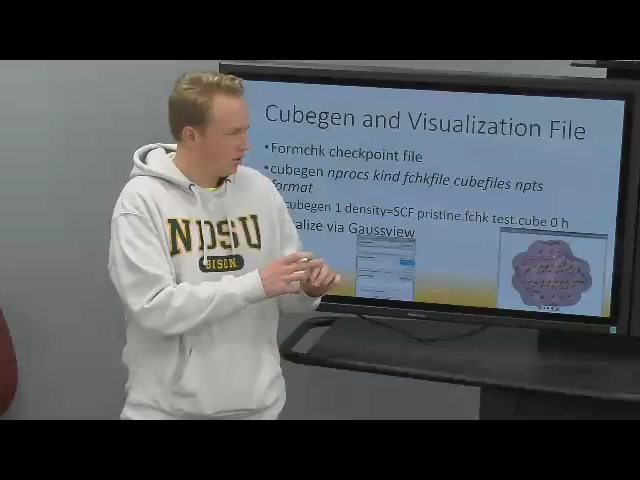 Cubegen and Visualization File
•Formchk checkpoint file
•cubegen nprocs kind fchkfile cubefiles npts
format
cubegen 1 density=SCF pristine.fchk test.cube 0 h
via Gaussview
NDSU
BISON